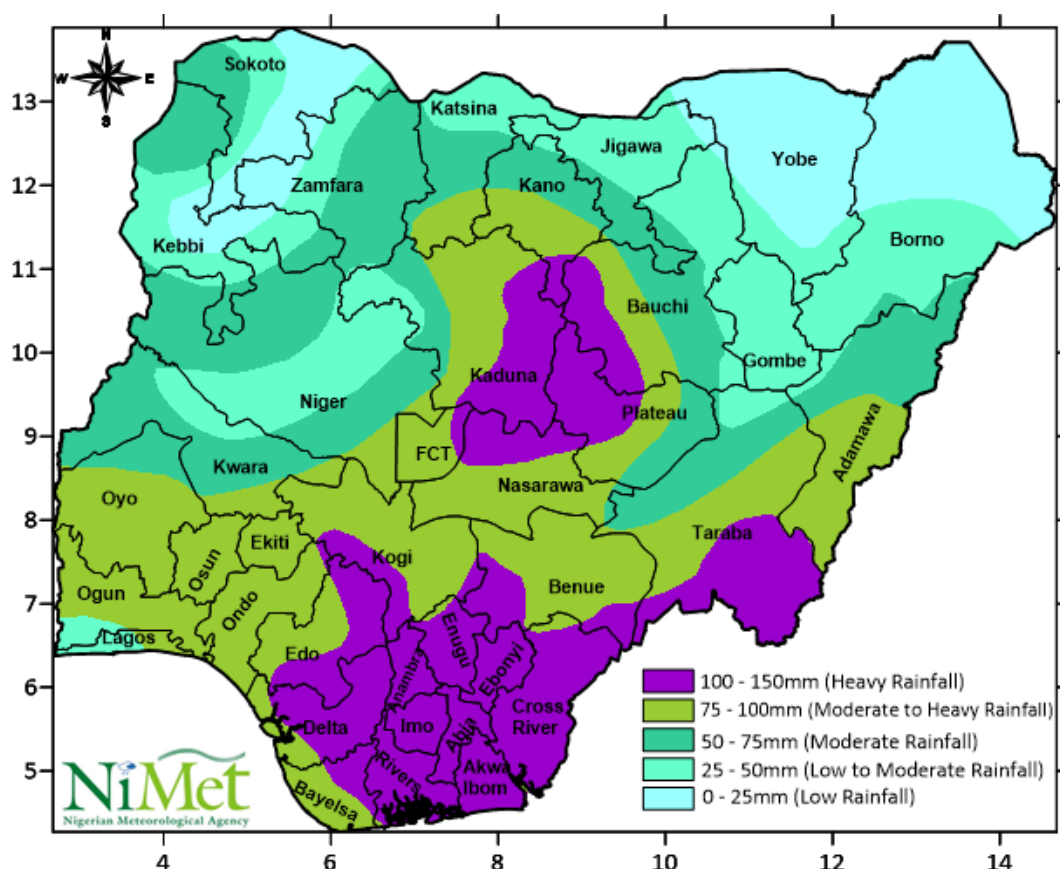 N
W E
S
13
12
11
10
9
8
7
6
5
4 6 8 10 12 14
Sokoto
Katsina
Jigawa
Yobe
Zamfara
Kano
Kebbi
Borno
Bauchi
Gombe
Kaduna
Niger
Plateau
Adamawa
FCT
Kwara
Nasarawa
Oyo
Taraba
Ekiti
Kogi
Osun
Benue
Ogun
Ondo
Lagos
Edo
Enugu
Ebonyi
Anambra
Delta
Imo
Abia
Cross
River
Rivers
Akwa
Ibom
Bayelsa
100 - 150mm (Heavy Rainfall)
75 - 100mm (Moderate to Heavy Rainfall)
50 - 75mm (Moderate Rainfall)
25 - 50mm (Low to Moderate Rainfall)
0 - 25mm (Low Rainfall)
NiMet
Nigerian Meteorological Agency